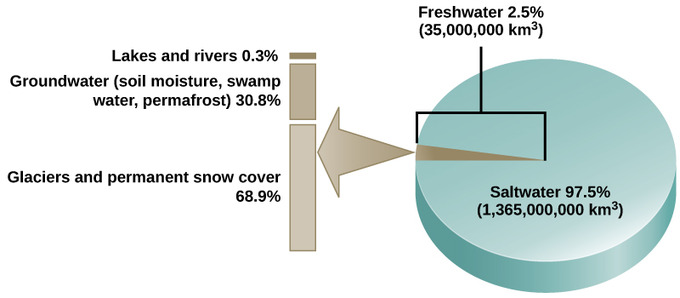 Freshwater 2.5%
(35,000,000 km³)
Lakes and rivers 0.3%
Groundwater (soil moisture, swamp
water, permafrost) 30.8%
Glaciers and permanent snow cover
68.9%
Saltwater 97.5%
(1,365,000,000 km³)